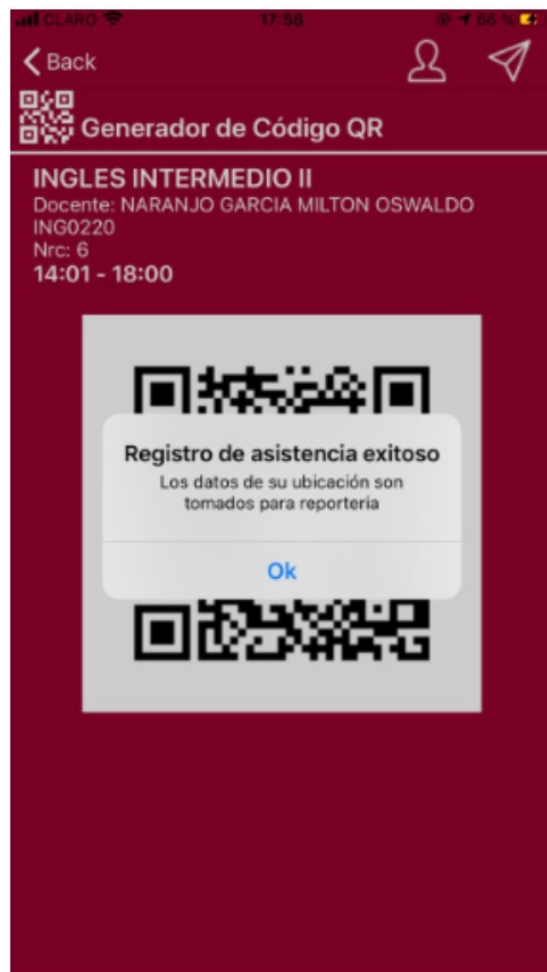 CLARO 17:58 66 %
Back
Generador de Código QR
INGLES INTERMEDIO II
Docente: NARANJO GARCIA MILTON OSWALDO
ING0220
Nrc: 6
14:01 - 18:00
Registro de asistencia exitoso
Los datos de su ubicación son
tomados para reporteria
Ok